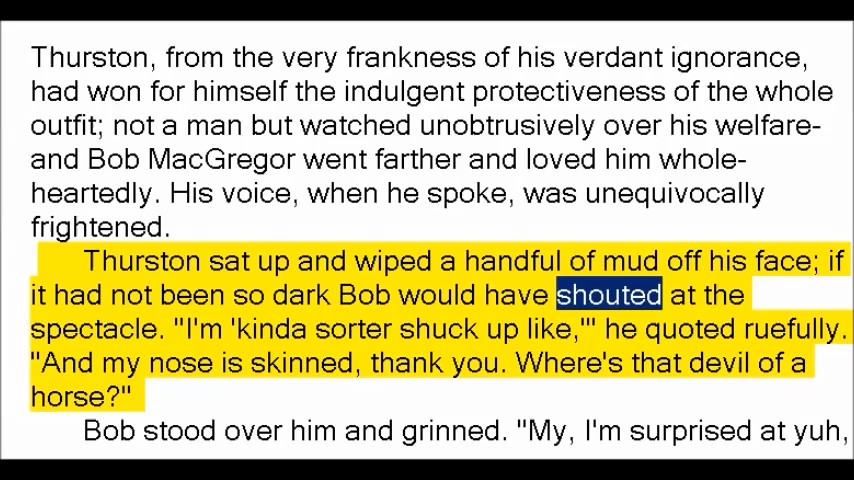 Thurston, from the very frankness of his verdant ignorance,
had won for himself the indulgent protectiveness of the whole
outfit; not a man but watched unobtrusively over his welfare-
and Bob MacGregor went farther and loved him whole-
heartedly. His voice, when he spoke, was unequivocally
frightened.
Thurston sat up and wiped a handful of mud off his face; if
it had not been so dark Bob would have shouted at the
spectacle. "I'm 'kinda sorter shuck up like,'" he quoted ruefully.
"And my nose is skinned, thank you. Where's that devil of a
horse?"
Bob stood over him and grinned. "My, I'm surprised at yuh,